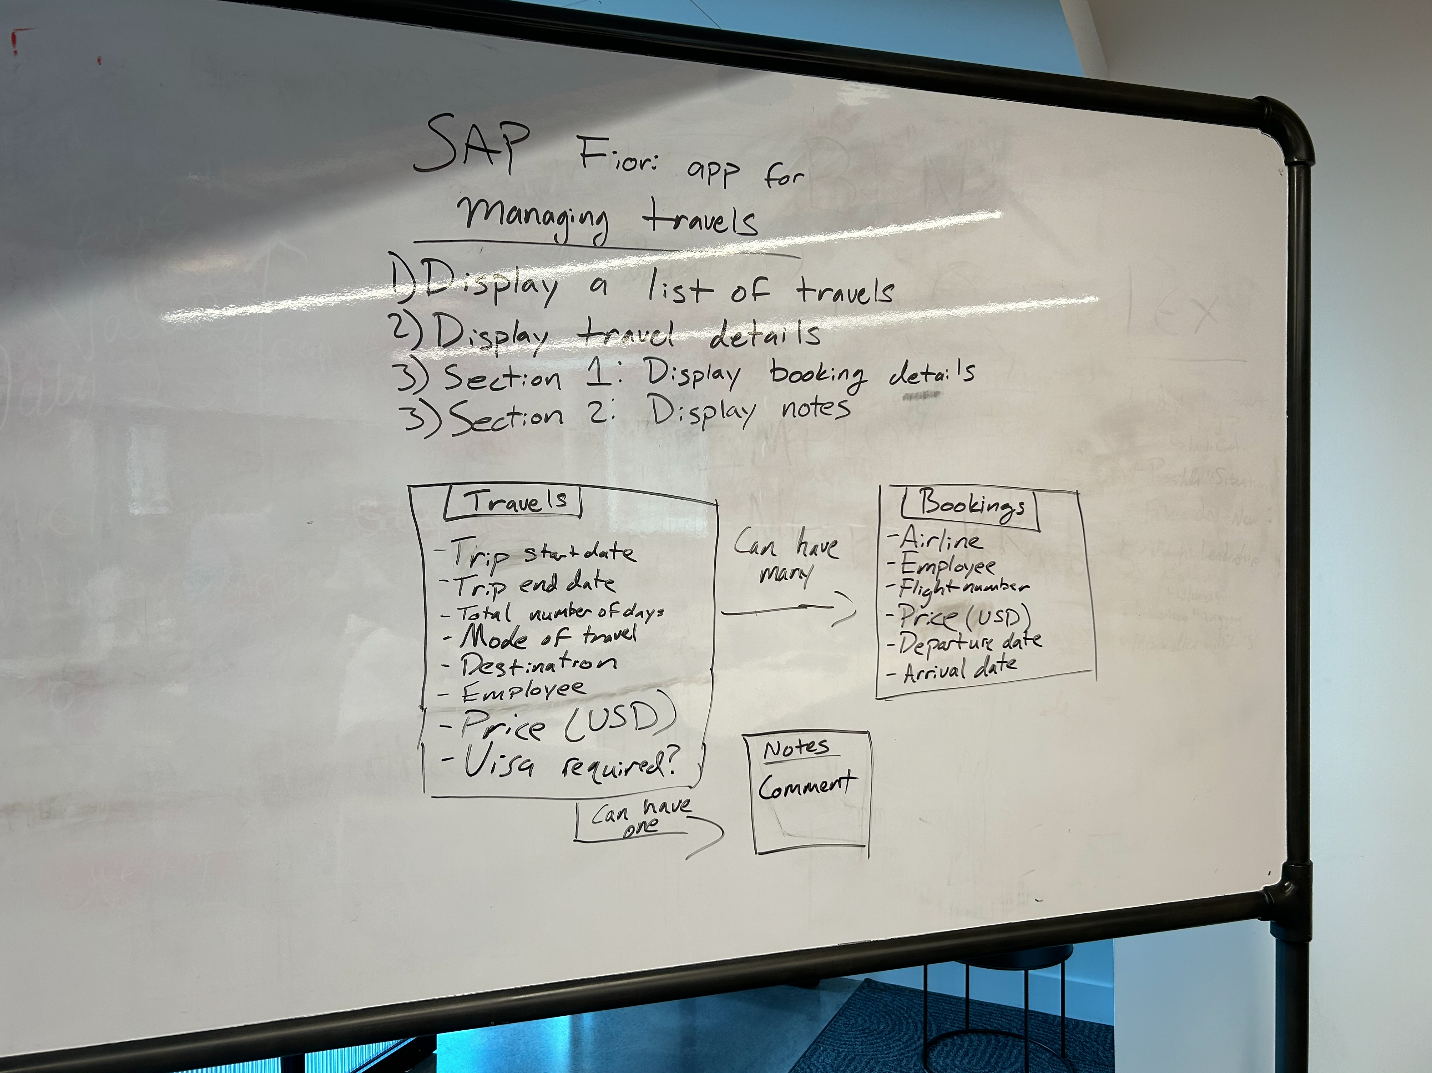 SAP Fiori app for
Managing travels
1) Display a list of travels
2) Display travel details
3) Section 1: Display booking details
3) Section 2: Display notes
Travels
- Trip start date
- Trip end date
- Total number of days
- Mode of travel
- Destination
- Employee
- Price (USD)
- Visa required?
Can have
many
Bookings
- Airline
- Employee
- Flight number
- Price (USD)
- Departure date
- Arrival date
Can have
one
Notes
Comment